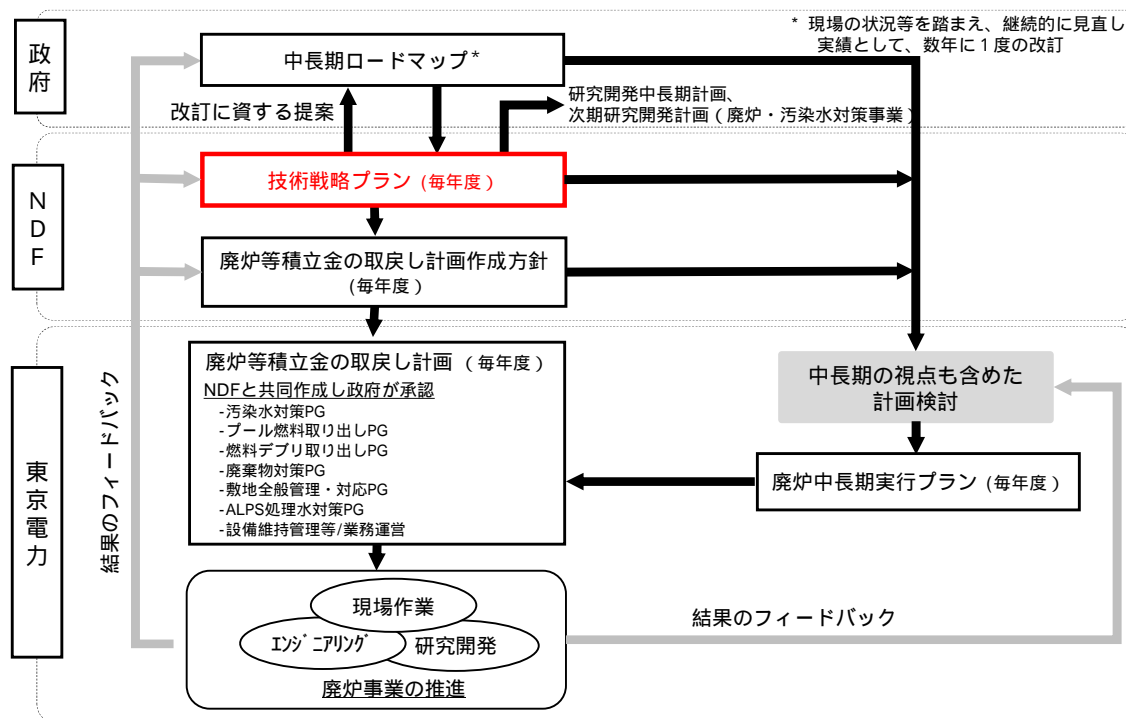 * 現場の状況等を踏まえ、継続的に見直し
実績として、数年に１度の改訂
政府
中長期ロードマップ*
改訂に資する提案
研究開発中長期計画、
次期研究開発計画（廃炉・汚染水対策事業）
NDF
技術戦略プラン（毎年度）
廃炉等積立金の取戻し計画作成方針
（毎年度）
東京電力
結果のフィードバック
廃炉等積立金の取戻し計画（毎年度）
NDFと共同作成し政府が承認
-汚染水対策PG
-プール燃料取り出しPG
-燃料デブリ取り出しPG
-廃棄物対策PG
-敷地全般管理・対応PG
-ALPS処理水対策PG
-設備維持管理等/業務運営
中長期の視点も含めた
計画検討
廃炉中長期実行プラン（毎年度）
現場作業
ｴﾝｼﾞﾆｱﾘﾝｸﾞ
研究開発
廃炉事業の推進
結果のフィードバック